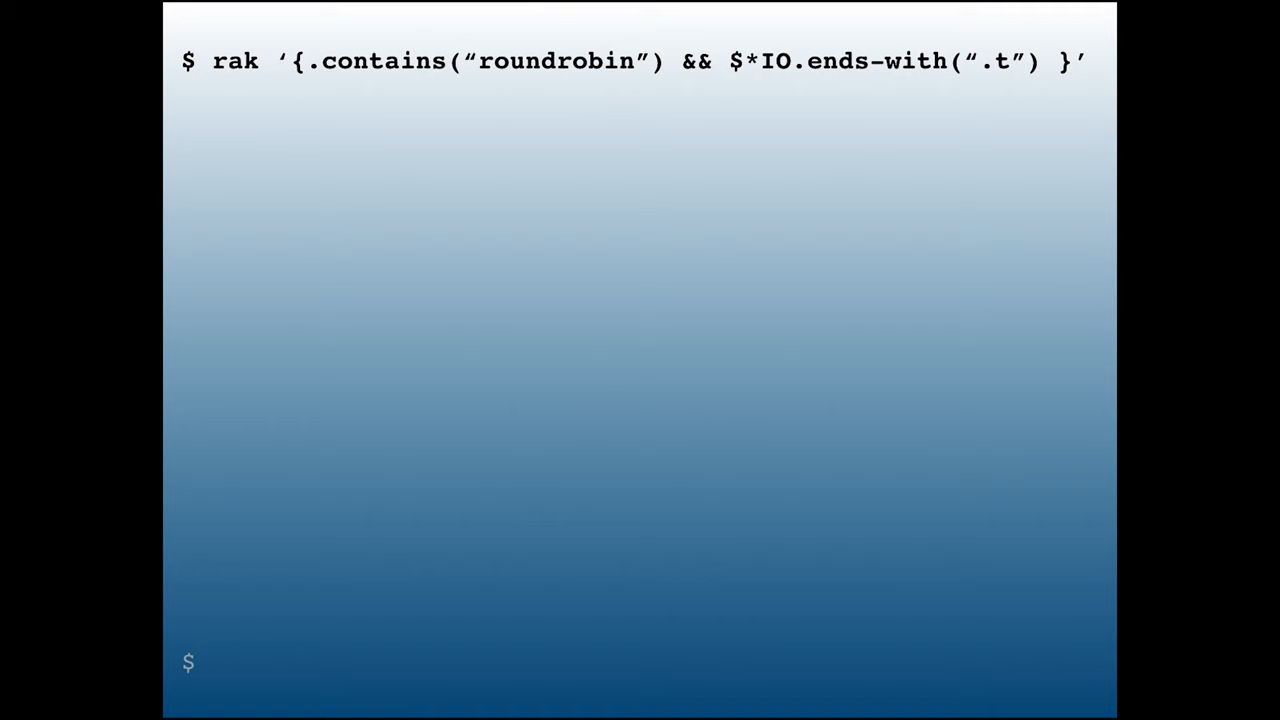 $ rak ‘{.contains(“roundrobin”) && $*IO.ends-with(“.t”) }’
$